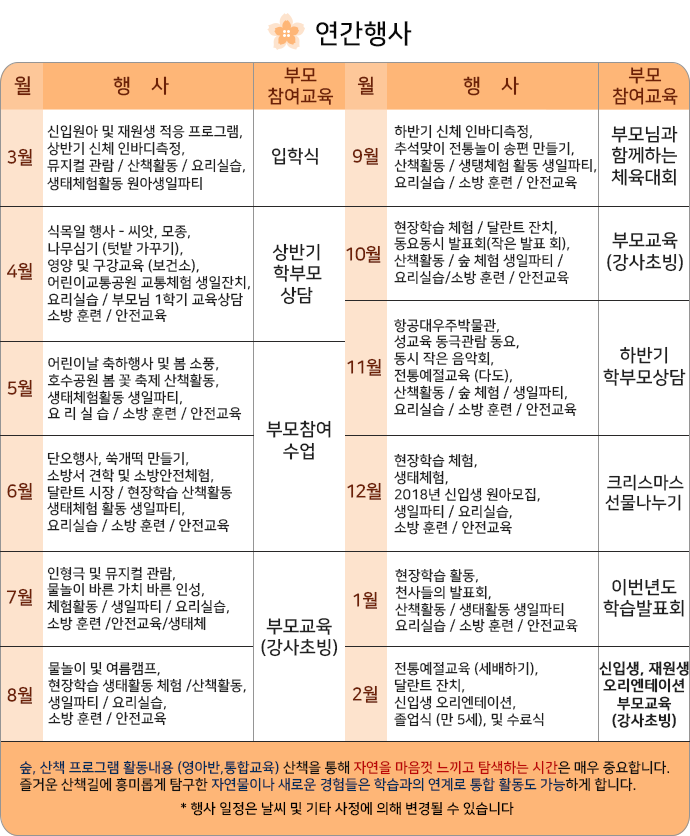 연간행사
월
행 사
부모
참여교육
3월
신입원아 및 재원생 적응 프로그램,
상반기 신체 인바디측정,
뮤지컬 관람 / 산책활동 / 요리실습,
생태체험활동 원아생일파티
입학식
4월
식목일 행사 - 씨앗, 모종,
나무심기 (텃밭 가꾸기),
영양 및 구강교육 (보건소),
어린이교통공원 교통체험 생일잔치,
요리실습 / 부모님 1학기 교육상담
소방 훈련 / 안전교육
상반기
학부모
상담
5월
어린이날 축하행사 및 봄 소풍,
호수공원 봄 꽃 축제 산책활동,
생태체험활동 생일파티,
요 리 실 습 / 소방 훈련 / 안전교육
부모참여
수업
6월
단오행사, 쑥개떡 만들기,
소방서 견학 및 소방안전체험,
달란트 시장 / 현장학습 산책활동
생태체험 활동 생일파티,
요리실습 / 소방 훈련 / 안전교육
7월
인형극 및 뮤지컬 관람,
물놀이 바른 가치 바른 인성,
체험활동 / 생일파티 / 요리실습,
소방 훈련 /안전교육/생태체
부모교육
(강사초빙)
8월
물놀이 및 여름캠프,
현장학습 생태활동 체험 /산책활동,
생일파티 / 요리실습,
소방 훈련 / 안전교육
월
행 사
부모
참여교육
9월
하반기 신체 인바디측정,
추석맞이 전통놀이 송편 만들기,
산책활동 / 생탱체험 활동 생일파티,
요리실습 / 소방 훈련 / 안전교육
부모님과
함께하는
체육대회
10월
현장학습 체험 / 달란트 잔치,
동요동시 발표회(작은 발표 회),
산책활동 / 숲 체험 생일파티 /
요리실습/소방 훈련 / 안전교육
부모교육
(강사초빙)
11월
항공대우주박물관,
성교육 동극관람 동요,
동시 작은 음악회,
전통예절교육 (다도),
산책활동 / 숲 체험 / 생일파티,
요리실습 / 소방 훈련 / 안전교육
하반기
학부모상담
12월
현장학습 체험,
생태체험,
2018년 신입생 원아모집,
생일파티 / 요리실습,
소방 훈련 / 안전교육
크리스마스
선물나누기
1월
현장학습 활동,
천사들의 발표회,
산책활동 / 생태활동 생일파티
요리실습 / 소방 훈련 / 안전교육
이번년도
학습발표회
2월
전통예절교육 (세배하기),
달란트 잔치,
신입생 오리엔테이션,
졸업식 (만 5세), 및 수료식
신입생, 재원생
오리엔테이션
부모교육
(강사초빙)
숲, 산책 프로그램 활동내용 (영아반,통합교육) 산책을 통해 자연을 마음껏 느끼고 탐색하는 시간은 매우 중요합니다.
즐거운 산책길에 흥미롭게 탐구한 자연물이나 새로운 경험들은 학습과의 연계로 통합 활동도 가능하게 합니다.
* 행사 일정은 날씨 및 기타 사정에 의해 변경될 수 있습니다